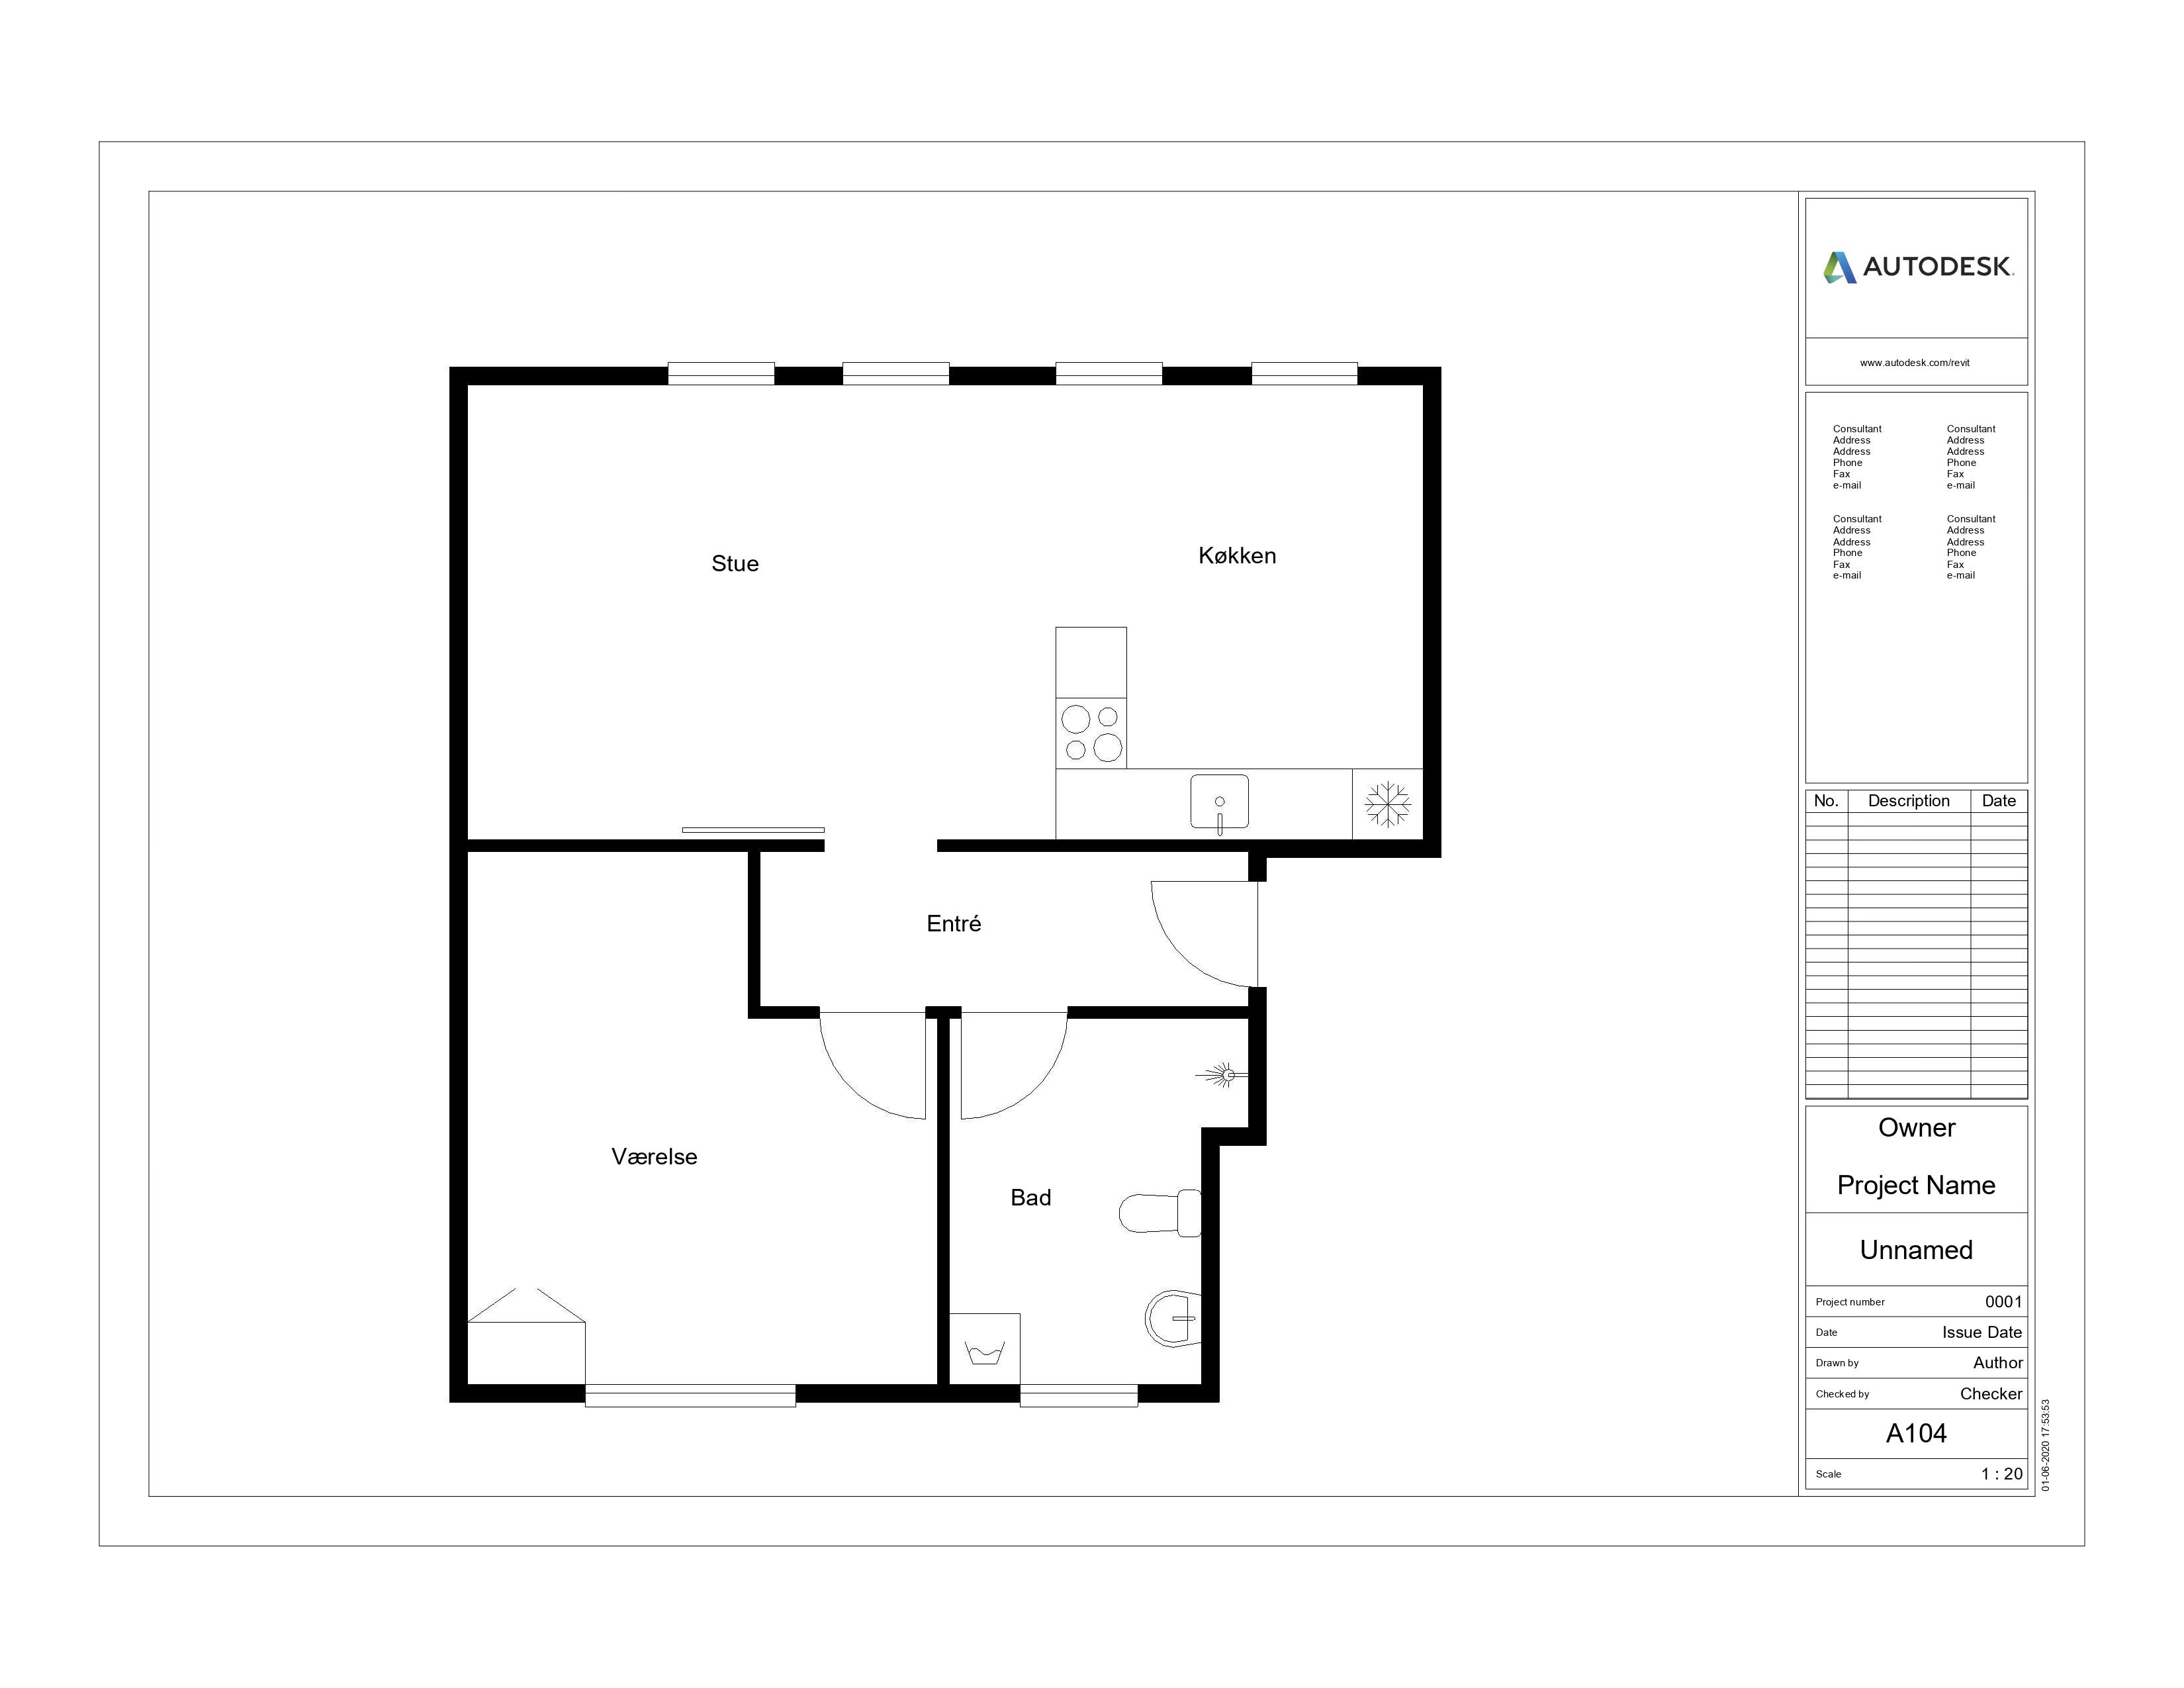 Stue
Køkken
Entré
Værelse
Bad
AUTODESK.
www.autodesk.com/revit
Consultant
Address
Address
Phone
Fax
e-mail
Consultant
Address
Address
Phone
Fax
e-mail
Consultant
Address
Address
Phone
Fax
e-mail
Consultant
Address
Address
Phone
Fax
e-mail
No. Description Date
Owner
Project Name
Unnamed
Project number 0001
Date Issue Date
Drawn by Author
Checked by Checker
A104
Scale 1 : 20
01-06-2020 17:53:53